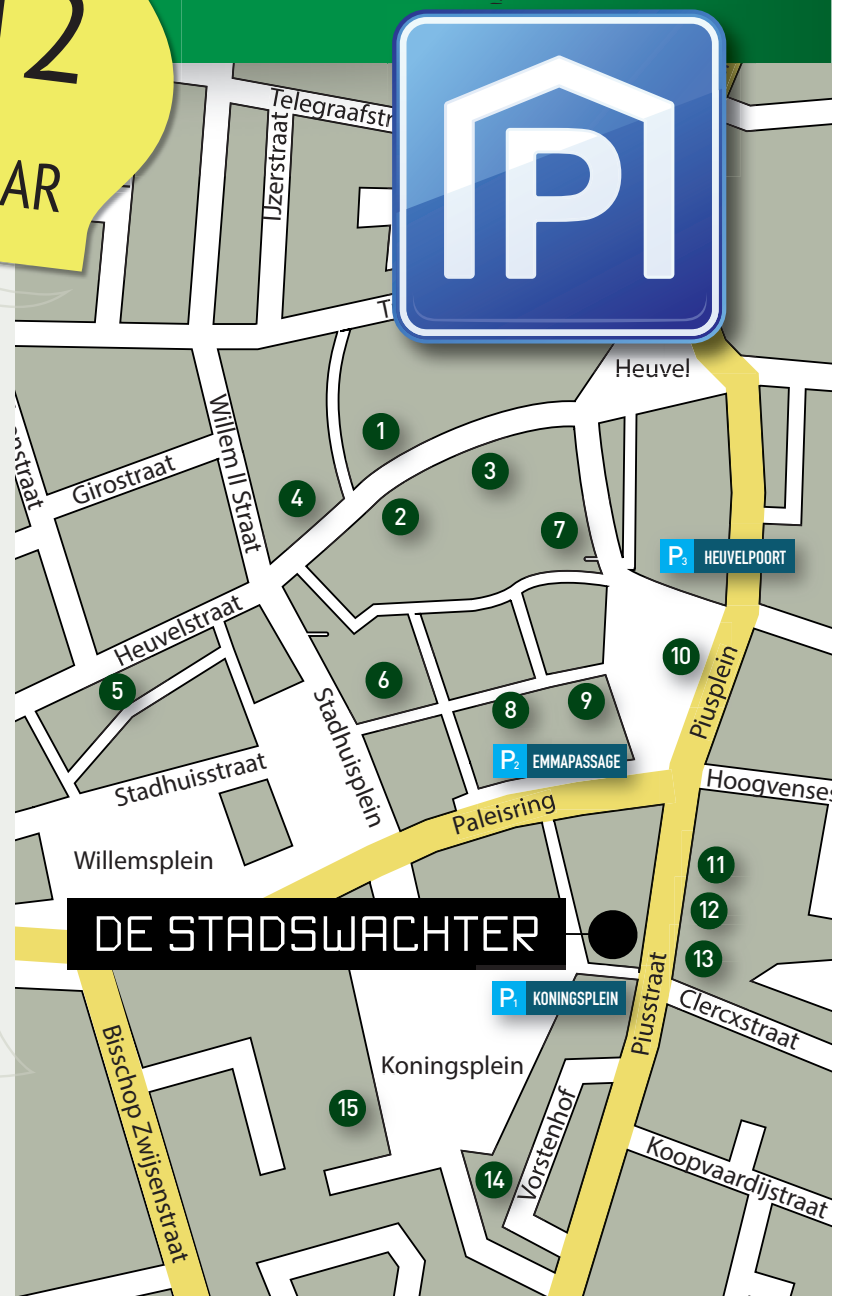 12
AR
Telegraafstr
IJzerstraat
P
T
Heuvel
1
Willem II Straat
3
Girostraat
4
2
7
P3 HEUVELPOORT
Heuvelstraat
10
Piusplein
5
6
8
9
Stadhuisplein
P2 EMMAPASSAGE
Stadhuisstraat
Hoogvense
Paleisring
Willemsplein
11
12
DE STADSWACHTER
13
P1 KONINGSPLEIN
Piusstraat
Clercxstraat
Koningsplein
Bisschop Zwijsenstraat
15
Vorstenhof
14
Koopvaardijstraat